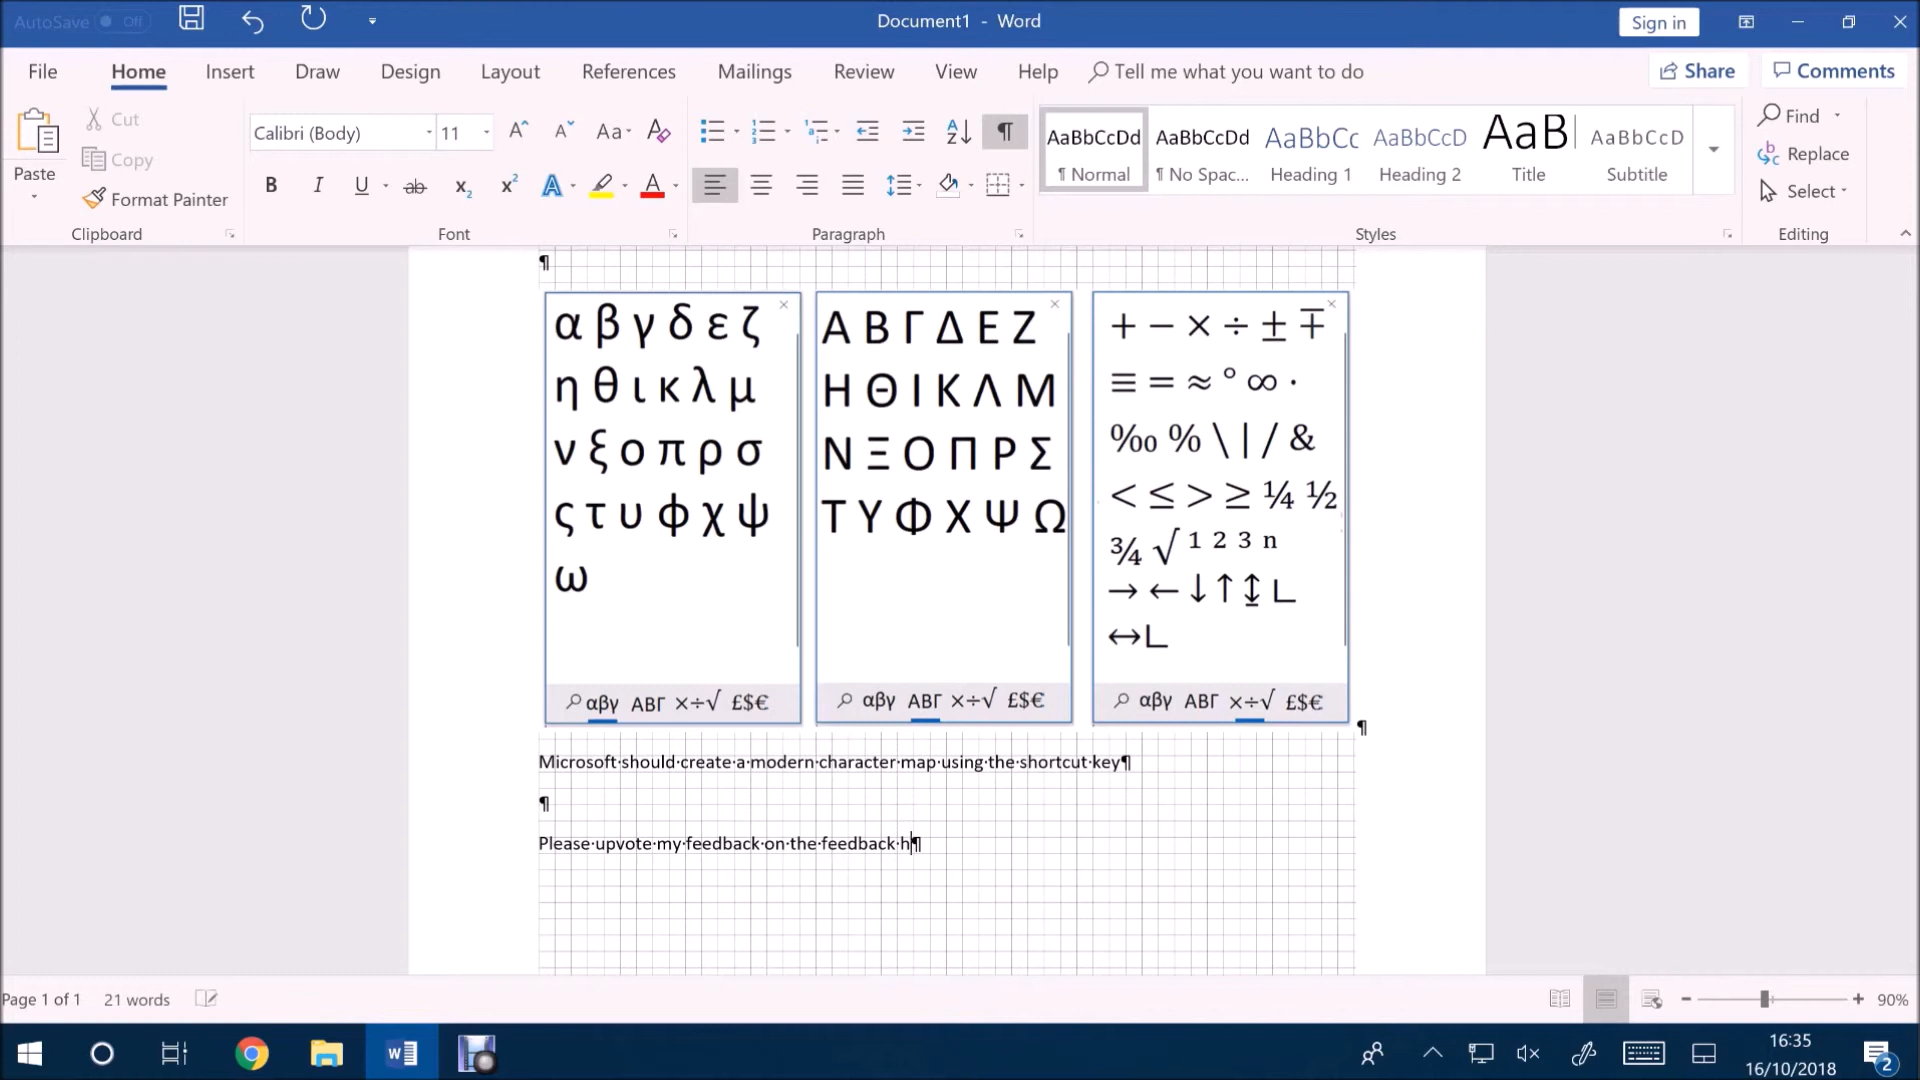 AutoSave Off
Document1 - Word
Sign in
File Home Insert Draw Design Layout References Mailings Review View Help Tell me what you want to do
Share Comments
Paste
Cut
Copy
Format Painter
Clipboard
Calibri (Body) 11
Font
Paragraph
AaBbCcDd AaBbCcDd AaBbCc AaBbCcD AaB AaBbCcD
¶ Normal ¶ No Spac... Heading 1 Heading 2 Title Subtitle
Styles
Find
Replace
Select
Editing
¶
α β γ δ ε ζ
η θ ι κ λ μ
ν ξ ο π ρ σ
ς τ υ φ χ ψ
ω
αβγ ΑΒΓ ×÷√ £$€
Α Β Γ Δ Ε Ζ
Η Θ Ι Κ Λ Μ
Ν Ξ Ο Π Ρ Σ
Τ Υ Φ Χ Ψ Ω
αβγ ΑΒΓ ×÷√ £$€
+ − × ÷ ± ∓
≡ = ≈ ° ∞ ·
‰ % \ | / &
< ≤ > ≥ ¼ ½
¾ √ ¹ ² ³ ⁿ
→ ← ↓ ↑ ↨ ∟
↔∟
αβγ ΑΒΓ ×÷√ £$€
¶
Microsoft·should·create·a·modern·character·map·using·the·shortcut·key¶
¶
Please·upvote·my·feedback·on·the·feedback·h¶
Page 1 of 1 21 words
90%
16:35
16/10/2018
2